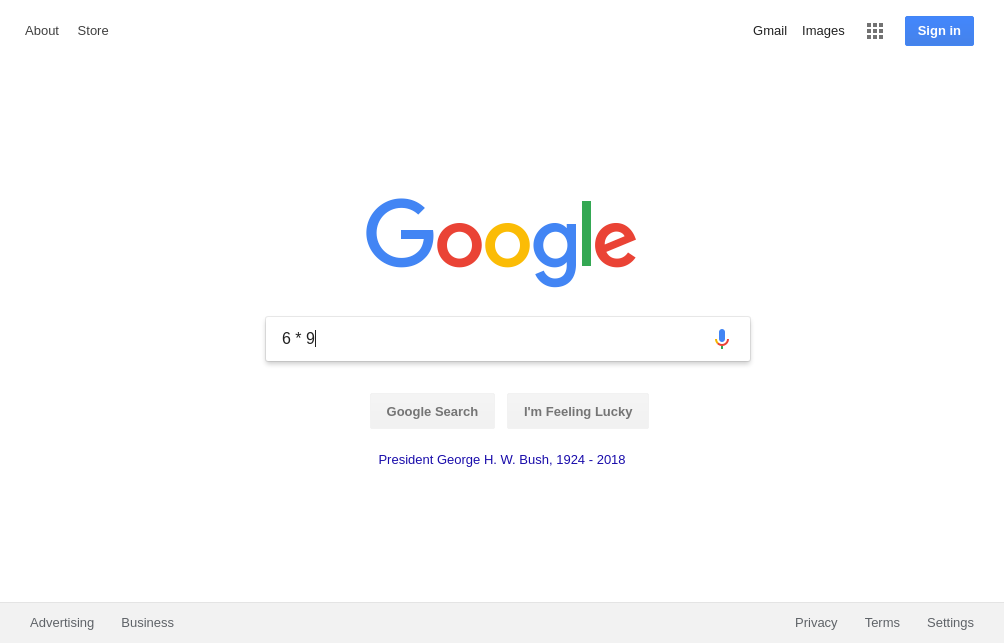 About Store Gmail Images Sign in
Google
6 * 9
Google Search I'm Feeling Lucky
President George H. W. Bush, 1924 - 2018
Advertising Business Privacy Terms Settings